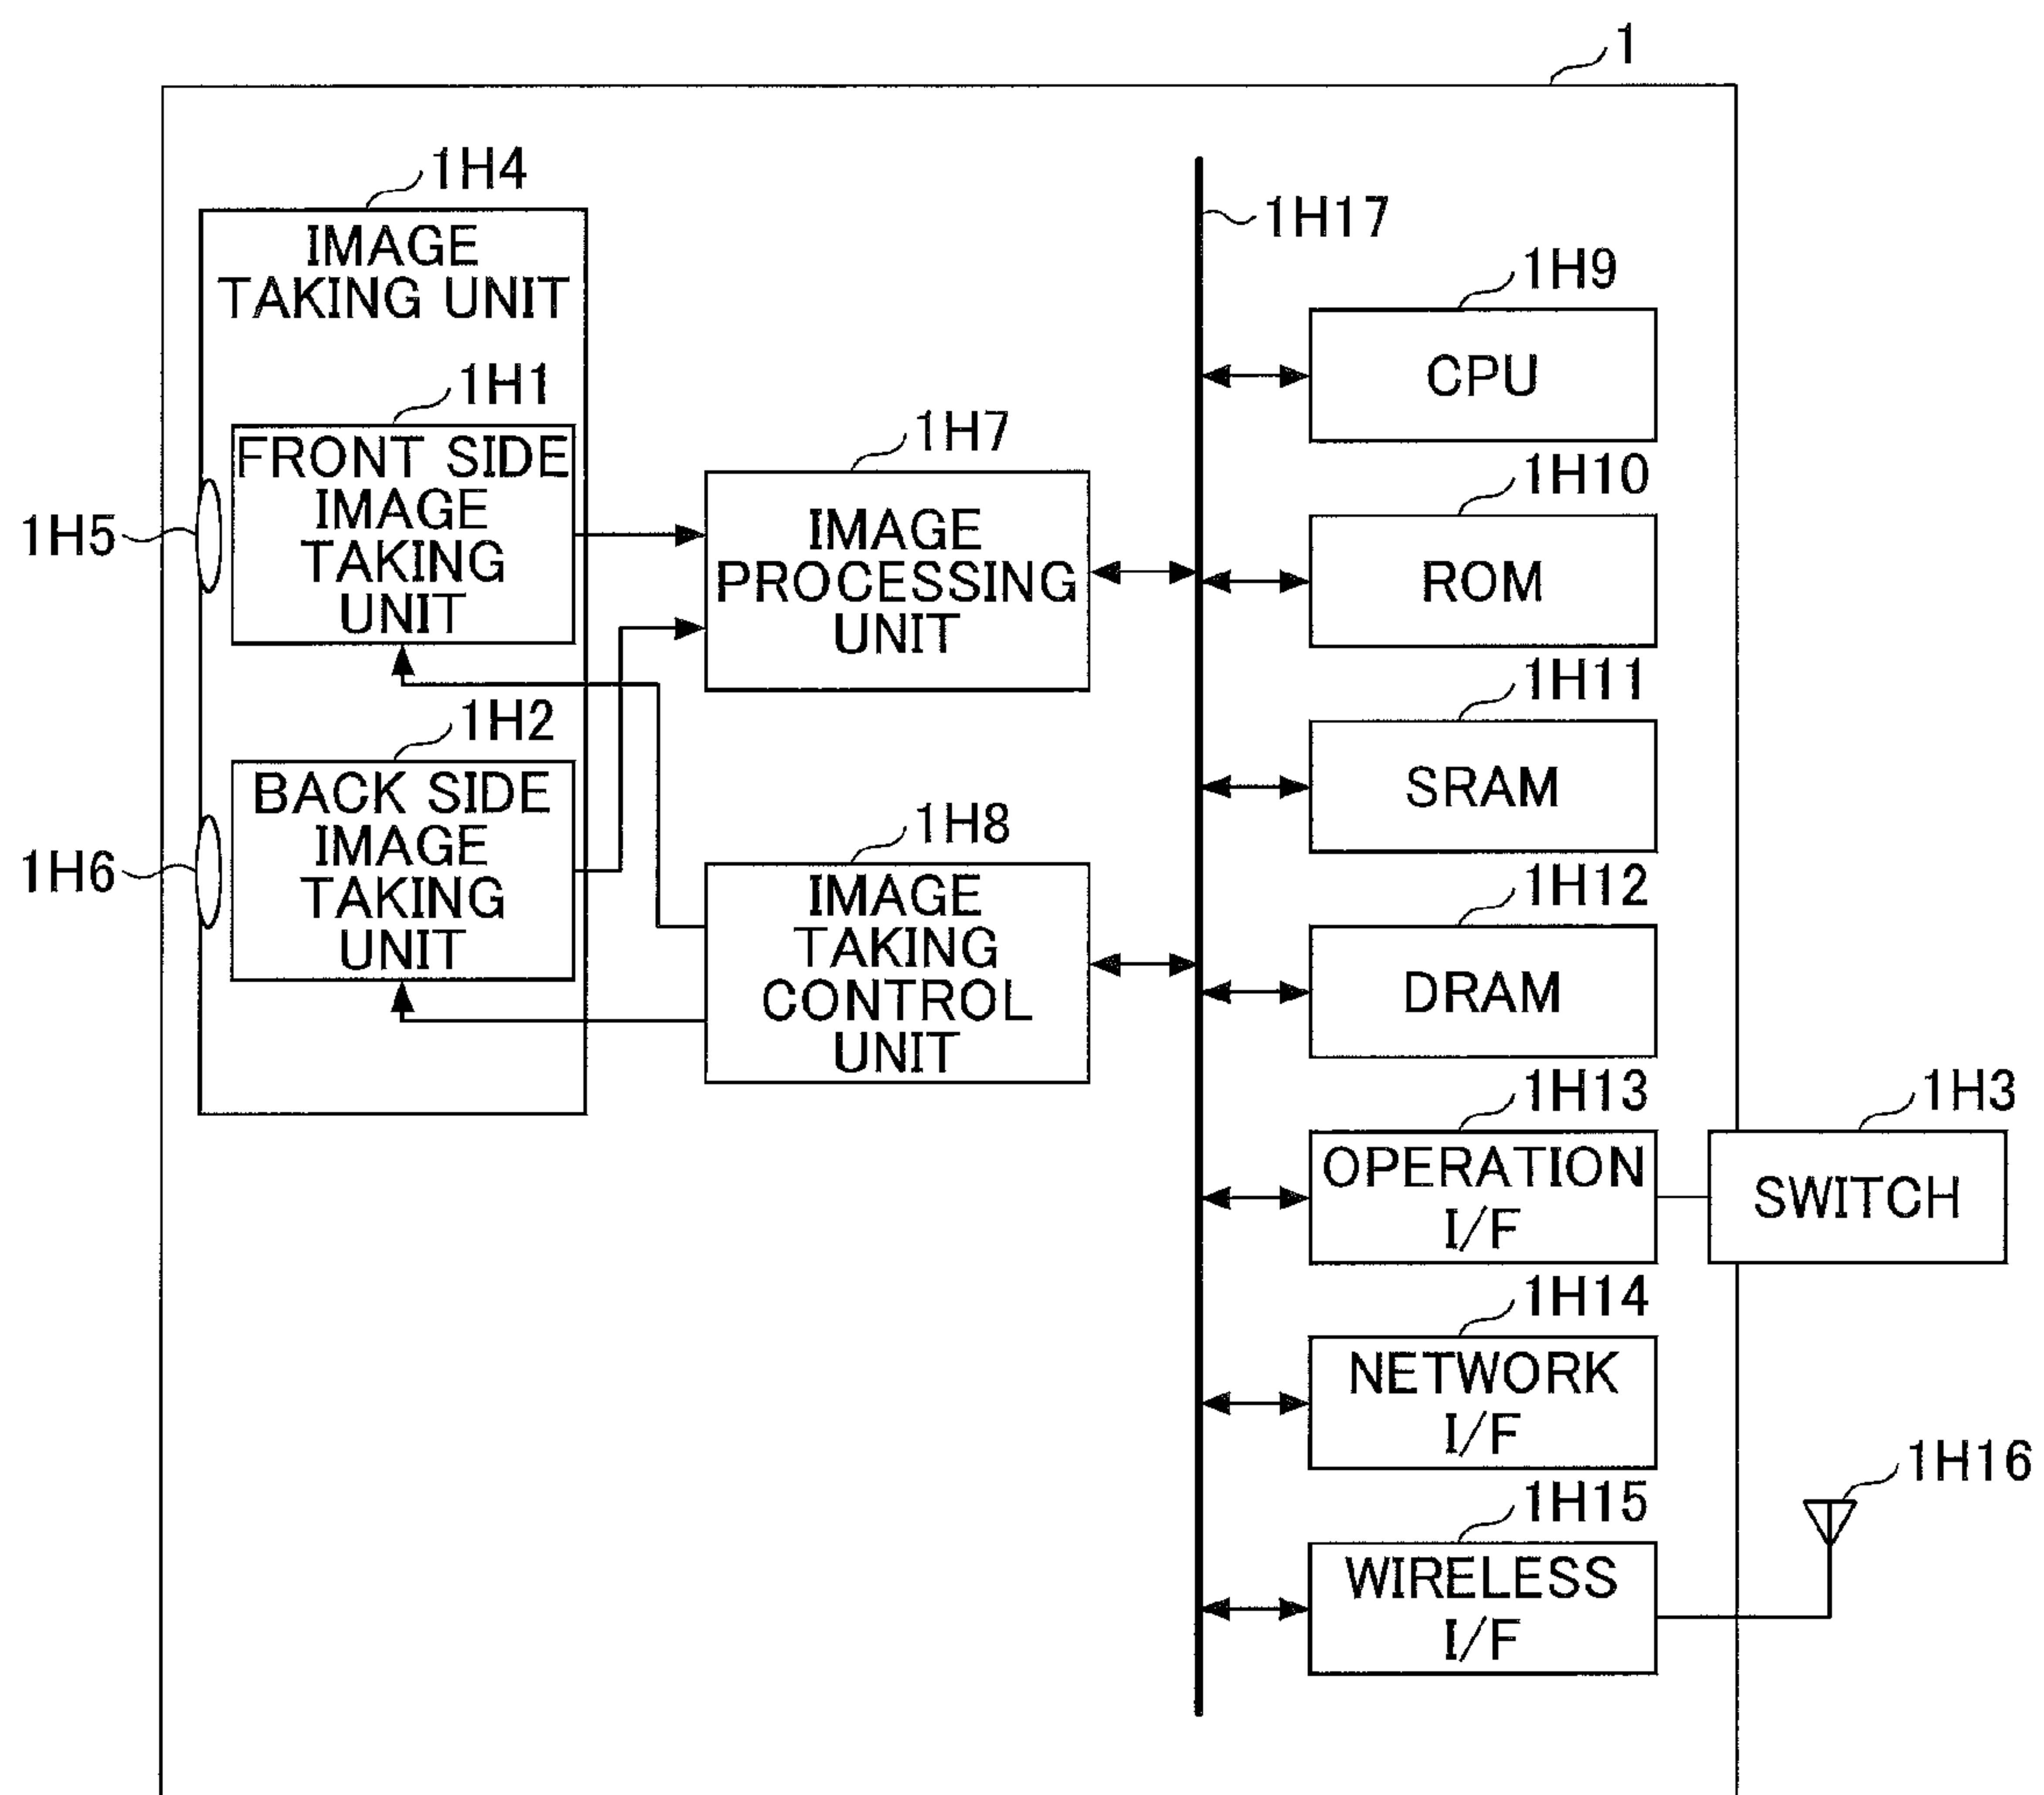 1
1H4
IMAGE
TAKING UNIT
1H1
FRONT SIDE
IMAGE
TAKING
UNIT
1H5
1H2
BACK SIDE
IMAGE
TAKING
UNIT
1H6
1H7
IMAGE
PROCESSING
UNIT
1H8
IMAGE
TAKING
CONTROL
UNIT
1H17
1H9
CPU
1H10
ROM
1H11
SRAM
1H12
DRAM
1H13
OPERATION
I/F
1H3
SWITCH
1H14
NETWORK
I/F
1H15
WIRELESS
I/F
1H16